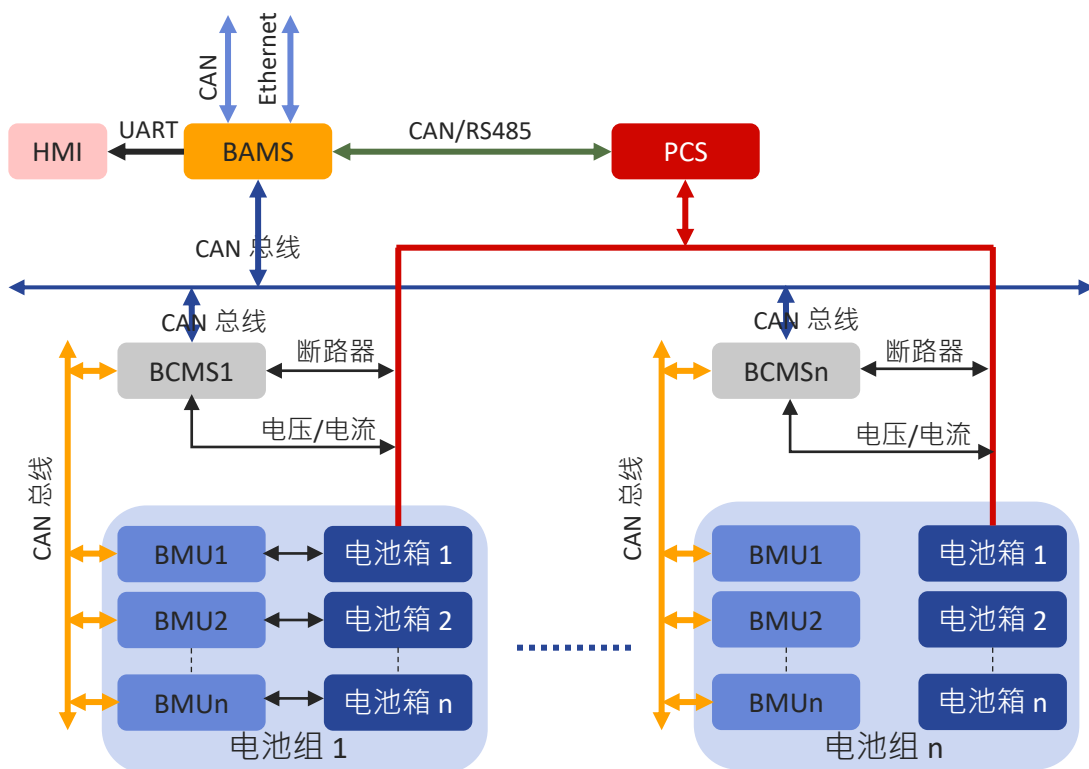 CAN
Ethernet
HMI
UART
BAMS
CAN/RS485
PCS
CAN 总线
CAN 总线
CAN 总线
BCMS1
断路器
BCMSn
断路器
电压/电流
电压/电流
CAN 总线
CAN 总线
BMU1
电池箱 1
BMU1
电池箱 1
BMU2
电池箱 2
BMU2
电池箱 2
BMUn
电池箱 n
BMUn
电池箱 n
电池组 1
电池组 n